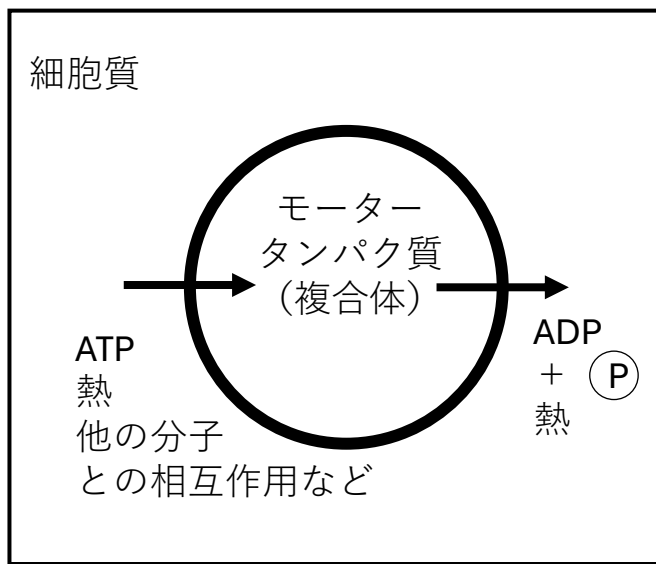 細胞質
モーター
タンパク質
（複合体）
ATP
熱
他の分子
との相互作用など
ADP
＋ P
熱